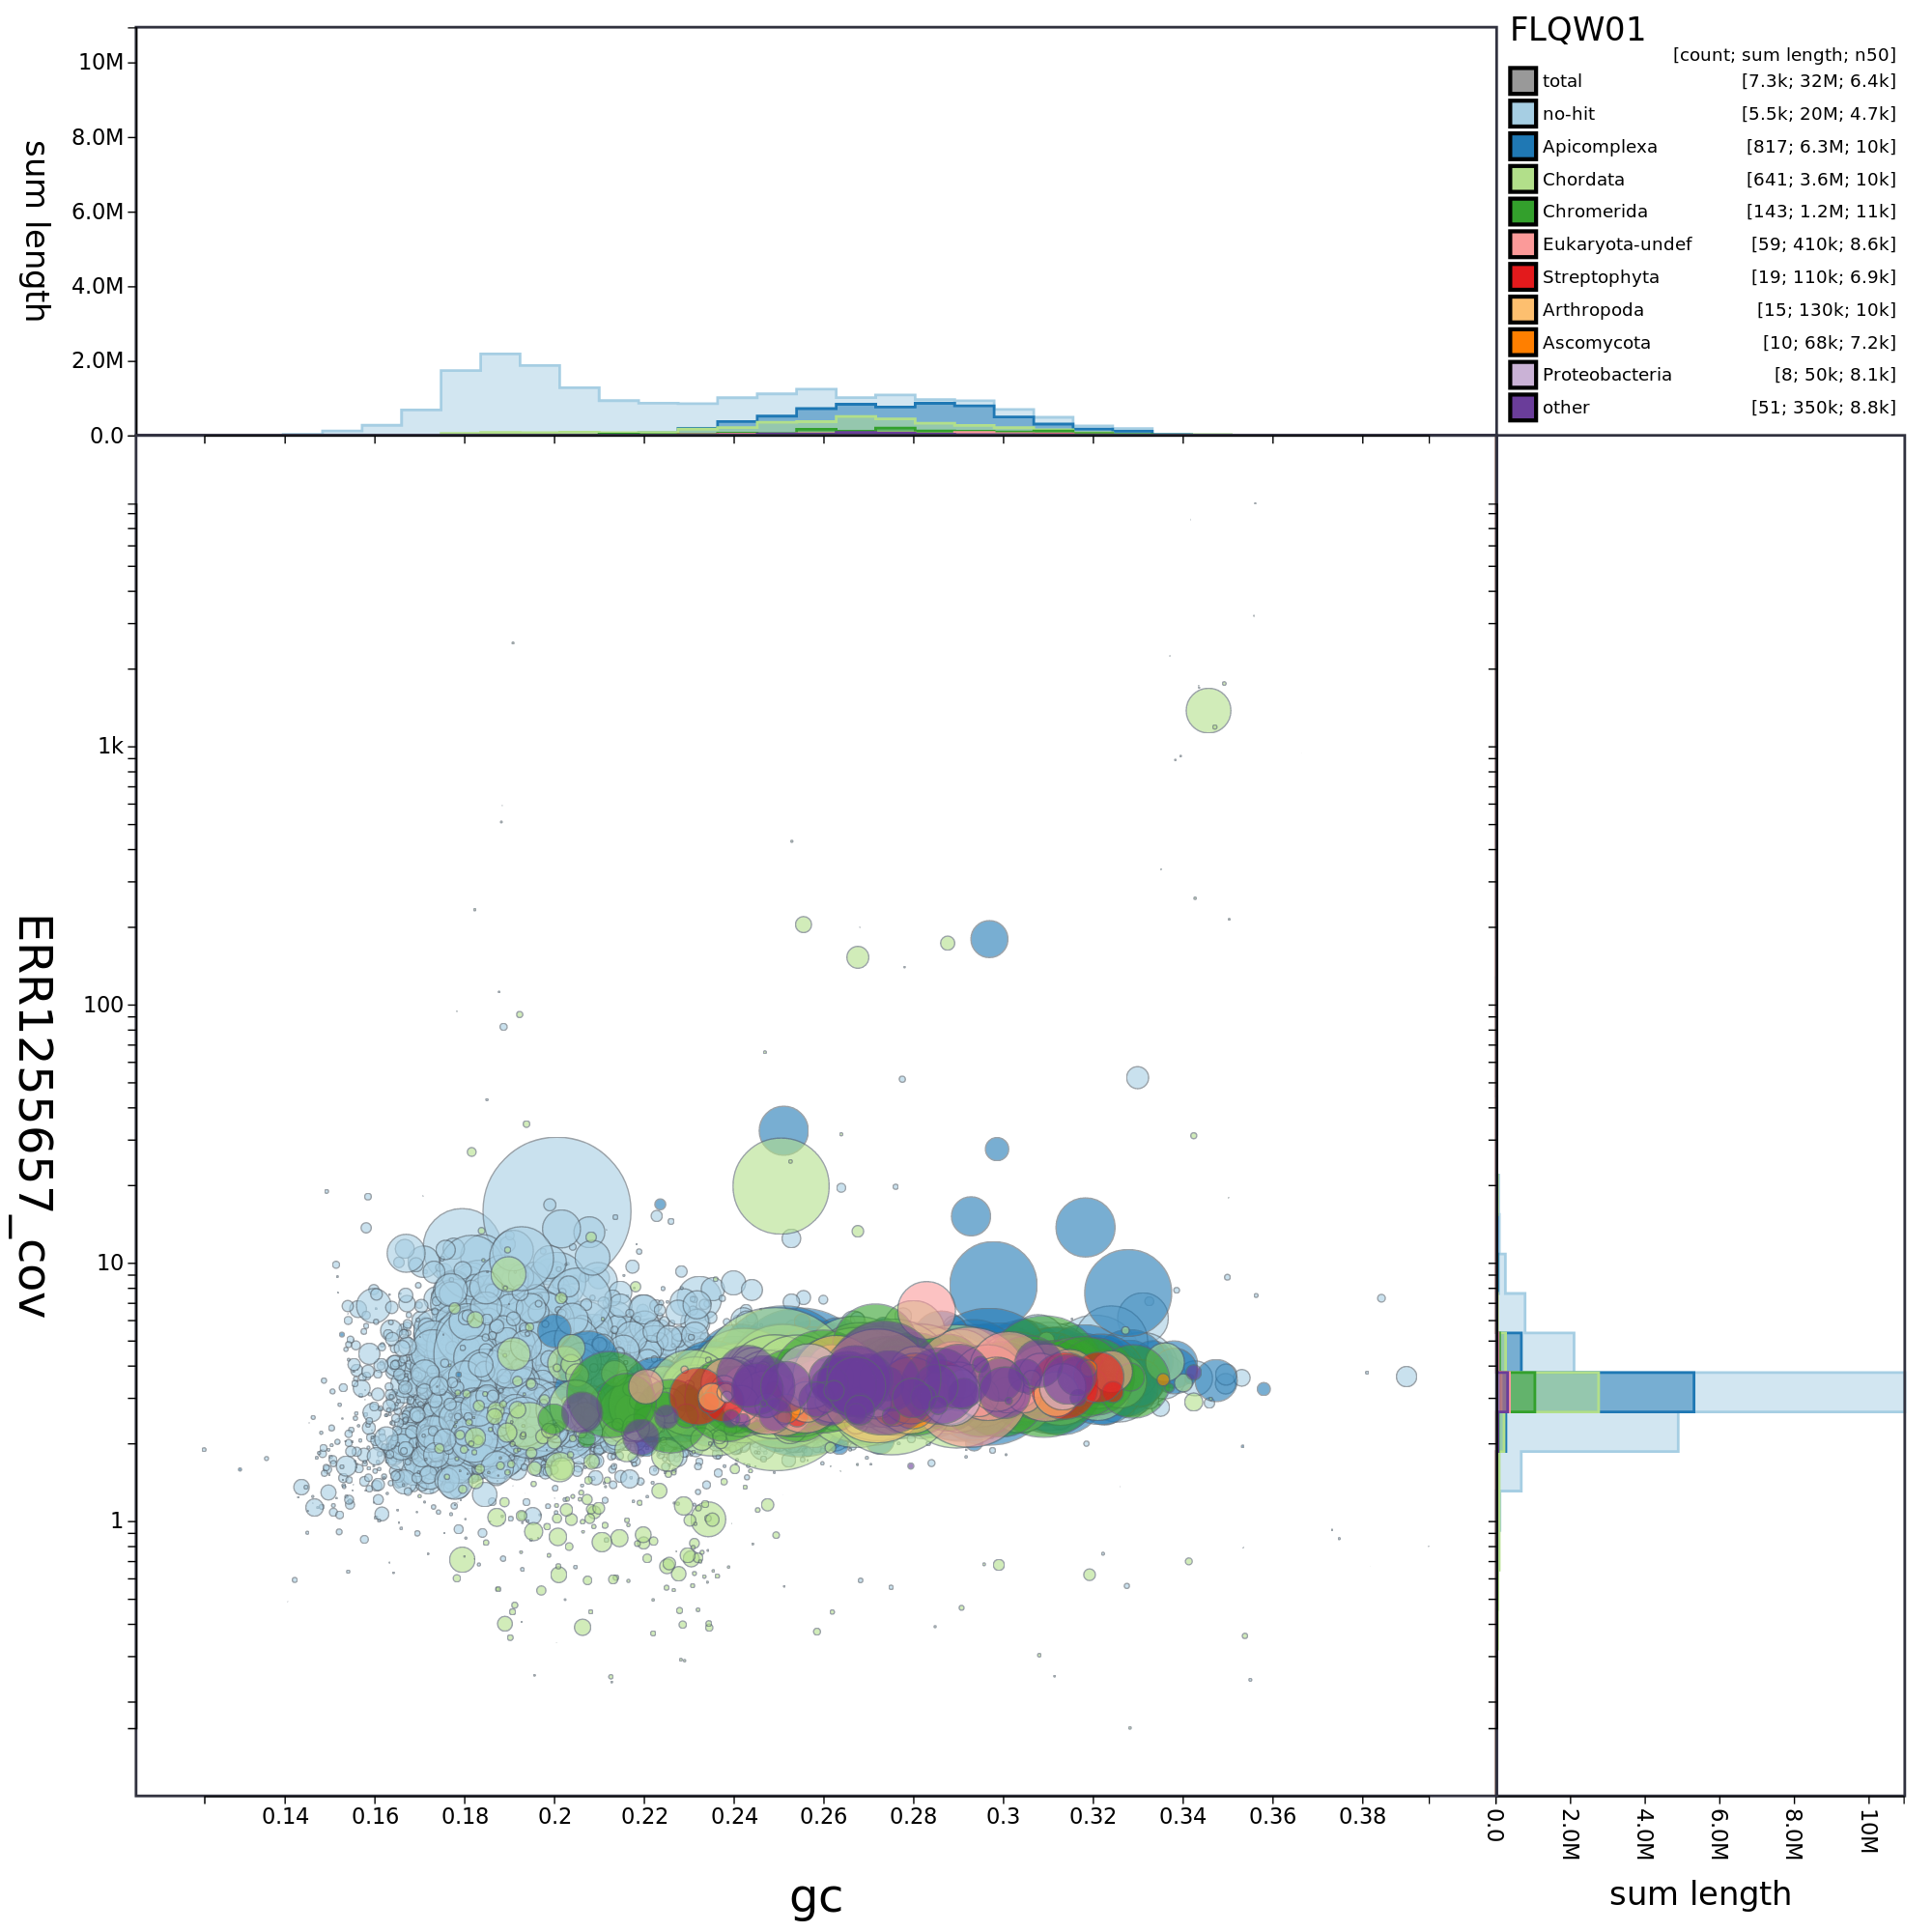 FLQW01
[count; sum length; n50]
total [7.3k; 32M; 6.4k]
no-hit [5.5k; 20M; 4.7k]
Apicomplexa [817; 6.3M; 10k]
Chordata [641; 3.6M; 10k]
Chromerida [143; 1.2M; 11k]
Eukaryota-undef [59; 410k; 8.6k]
Streptophyta [19; 110k; 6.9k]
Arthropoda [15; 130k; 10k]
Ascomycota [10; 68k; 7.2k]
Proteobacteria [8; 50k; 8.1k]
other [51; 350k; 8.8k]
sum length
10M
8.0M
6.0M
4.0M
2.0M
0.0
ERR1255657_cov
1k
100
10
1
0.14 0.16 0.18 0.2 0.22 0.24 0.26 0.28 0.3 0.32 0.34 0.36 0.38
gc
0.0 2.0M 4.0M 6.0M 8.0M 10M
sum length